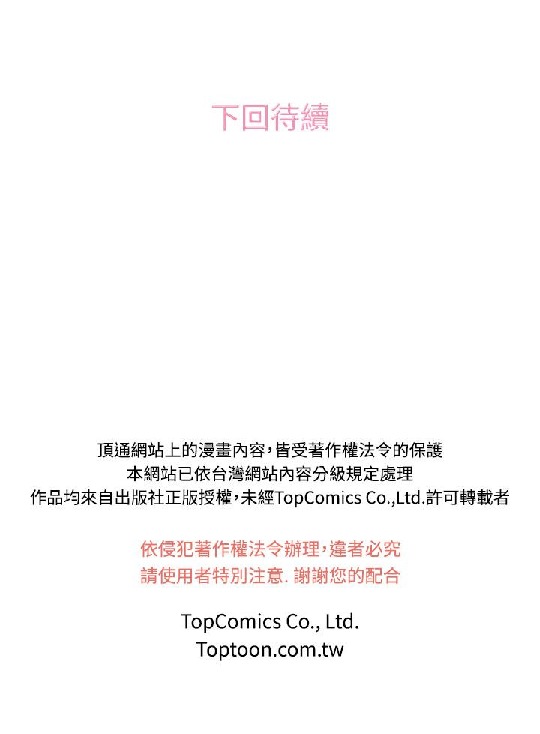 下回待續
頂通網站上的漫畫內容,皆受著作權法令的保護
本網站已依台灣網站內容分級規定處理
作品均來自出版社正版授權,未經TopComics Co.,Ltd.許可轉載者
依侵犯著作權法令辦理,違者必究
請使用者特別注意. 謝謝您的配合
TopComics Co., Ltd.
Toptoon.com.tw